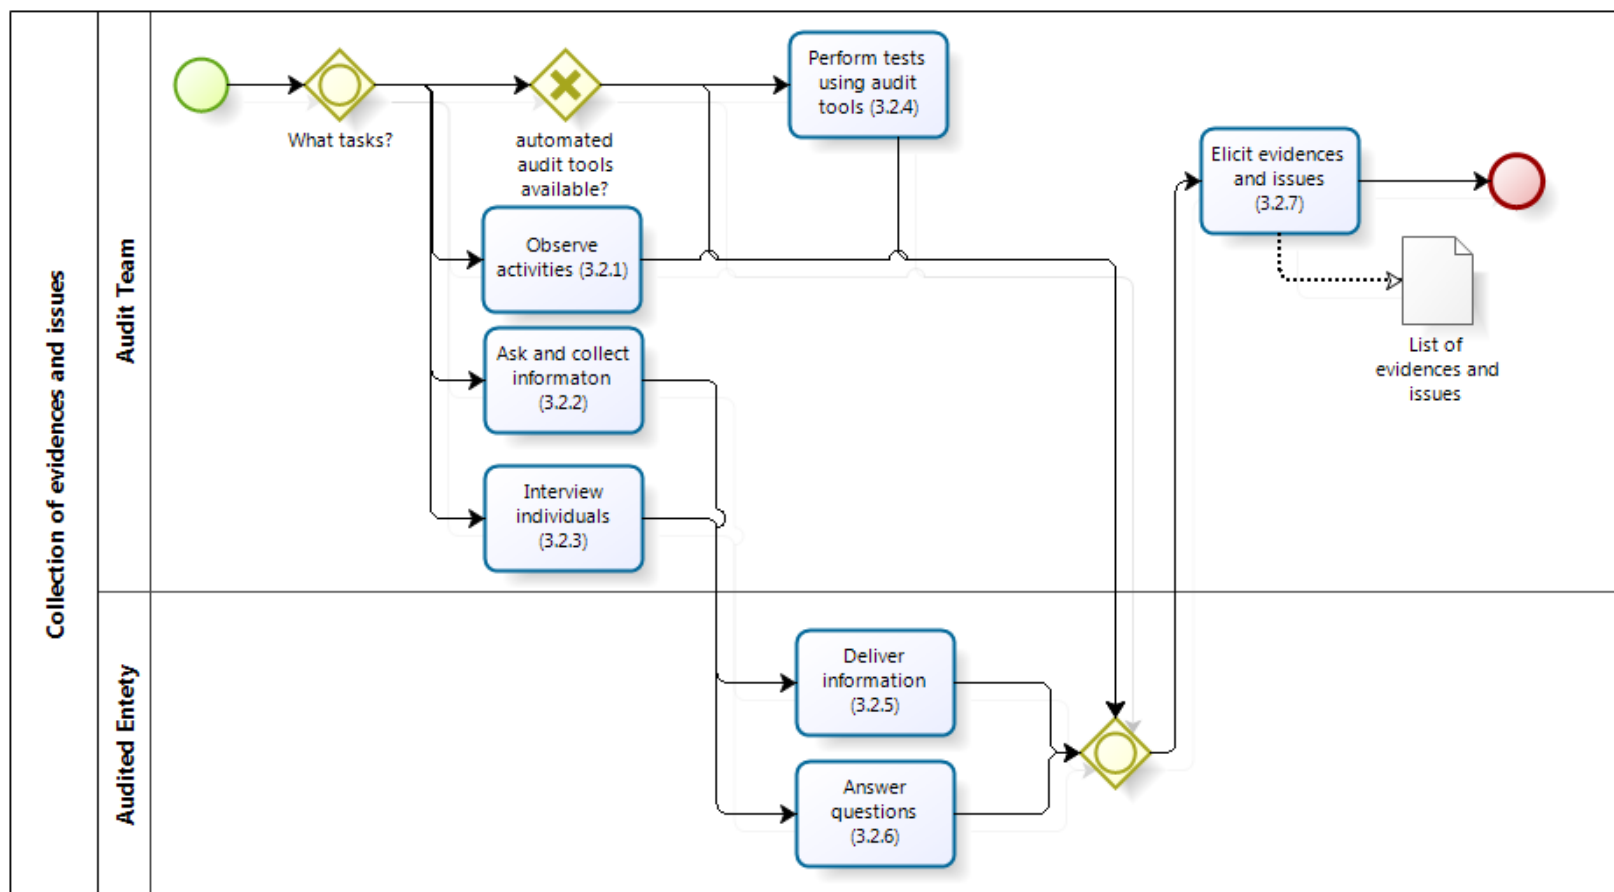 Collection of evidences and issues
Audit Team
What tasks?
automated
audit tools
available?
Perform tests
using audit
tools (3.2.4)
Observe
activities (3.2.1)
Ask and collect
informaton
(3.2.2)
Interview
individuals
(3.2.3)
Elicit evidences
and issues
(3.2.7)
List of
evidences and
issues
Audited Entety
Deliver
information
(3.2.5)
Answer
questions
(3.2.6)